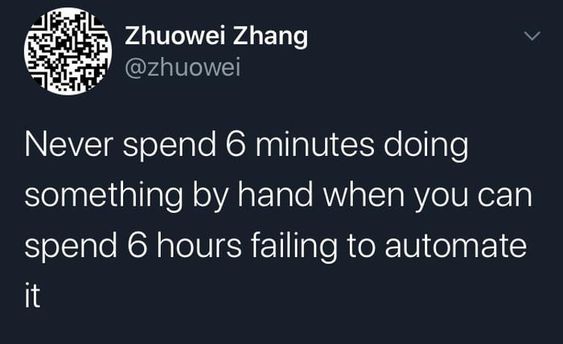 Zhuowei Zhang
@zhuowei
Never spend 6 minutes doing
something by hand when you can
spend 6 hours failing to automate
it